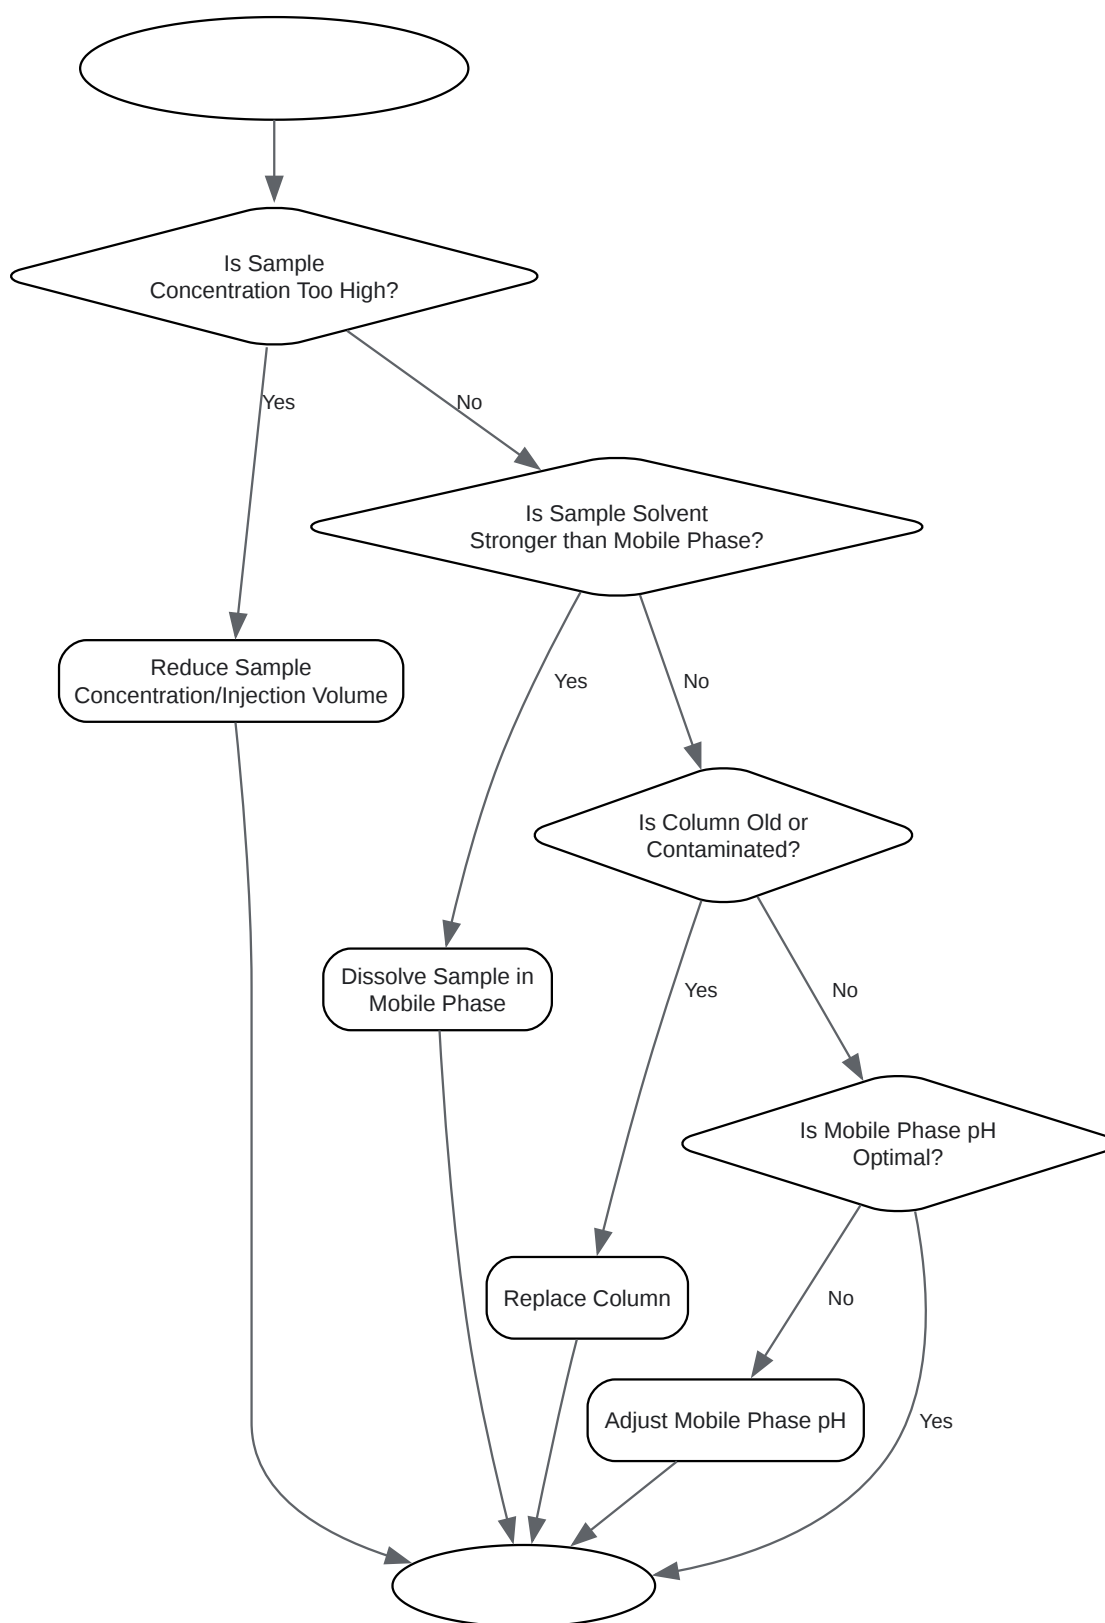 Is Sample
Concentration Too High?
Yes
No
Is Sample Solvent
Stronger than Mobile Phase?
Reduce Sample
Concentration/Injection Volume
Yes
No
Is Column Old or
Contaminated?
Dissolve Sample in
Mobile Phase
Yes
No
Is Mobile Phase pH
Optimal?
Replace Column
No
Adjust Mobile Phase pH
Yes